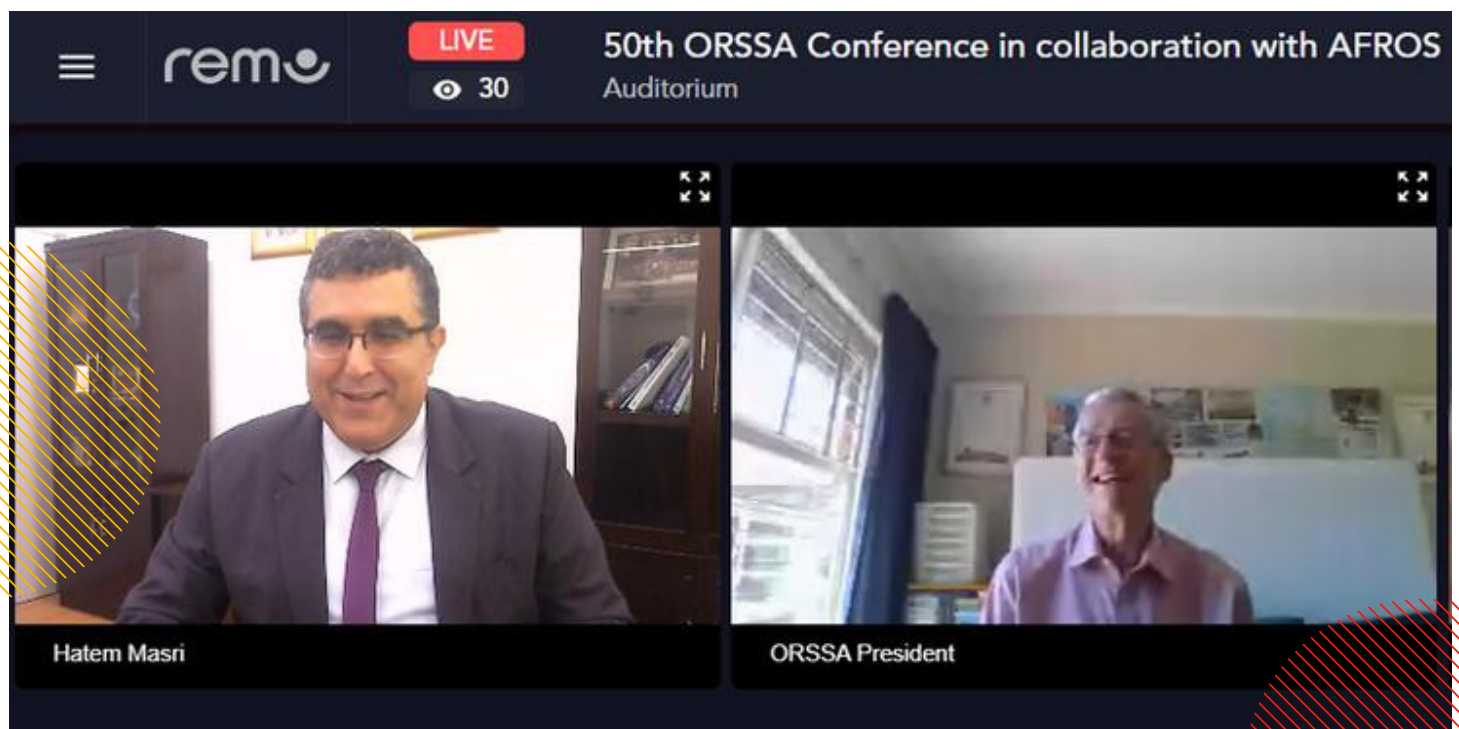 remo
LIVE
30
50th ORSSA Conference in collaboration with AFROS
Auditorium
Hatem Masri
ORSSA President